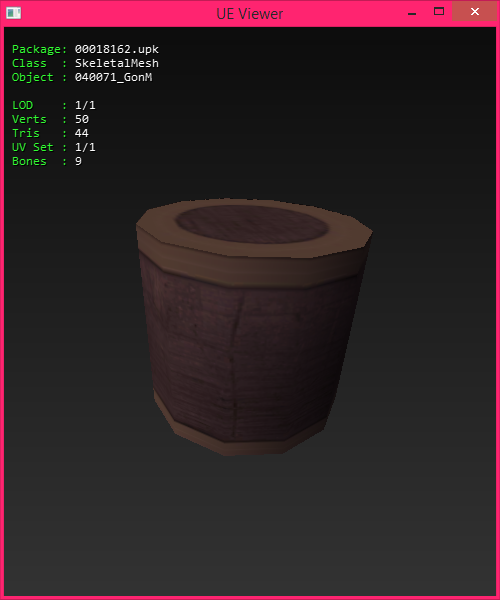 UE Viewer
Package: 00018162.upk
Class  : SkeletalMesh
Object : 040071_GonM
LOD    : 1/1
Verts  : 50
Tris   : 44
UV Set : 1/1
Bones  : 9